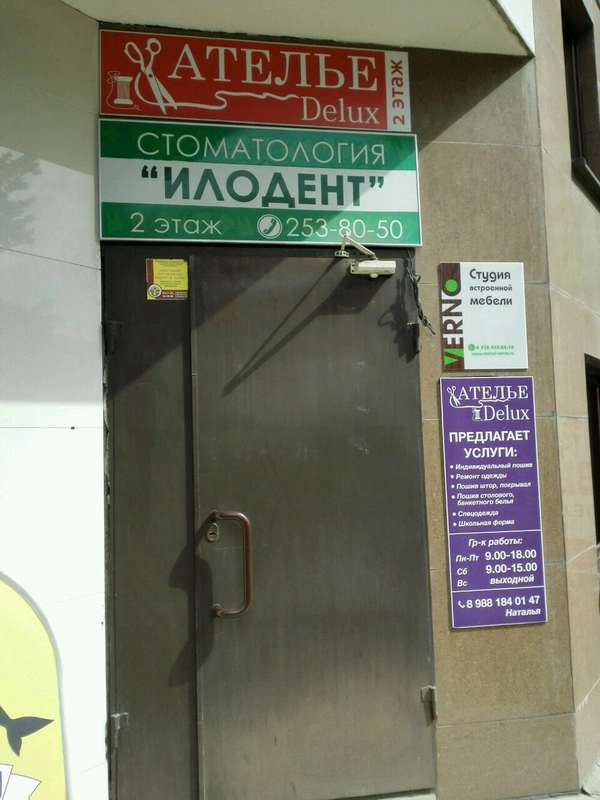 АТЕЛЬЕ
Delux
2 этаж
СТОМАТОЛОГИЯ
"ИЛОДЕНТ"
2 этаж 253-80-50
VERNO
Студия
встроенной
мебели
АТЕЛЬЕ
Delux
ПРЕДЛАГАЕТ
УСЛУГИ:
• Индивидуальный пошив
• Ремонт одежды
• Пошив штор, покрывал
• Пошив столового,
банкетного белья
• Спецодежда
• Школьная форма
Гр-к работы:
Пн-Пт 9.00-18.00
Сб 9.00-15.00
Вс выходной
8 988 184 01 47
Наталья